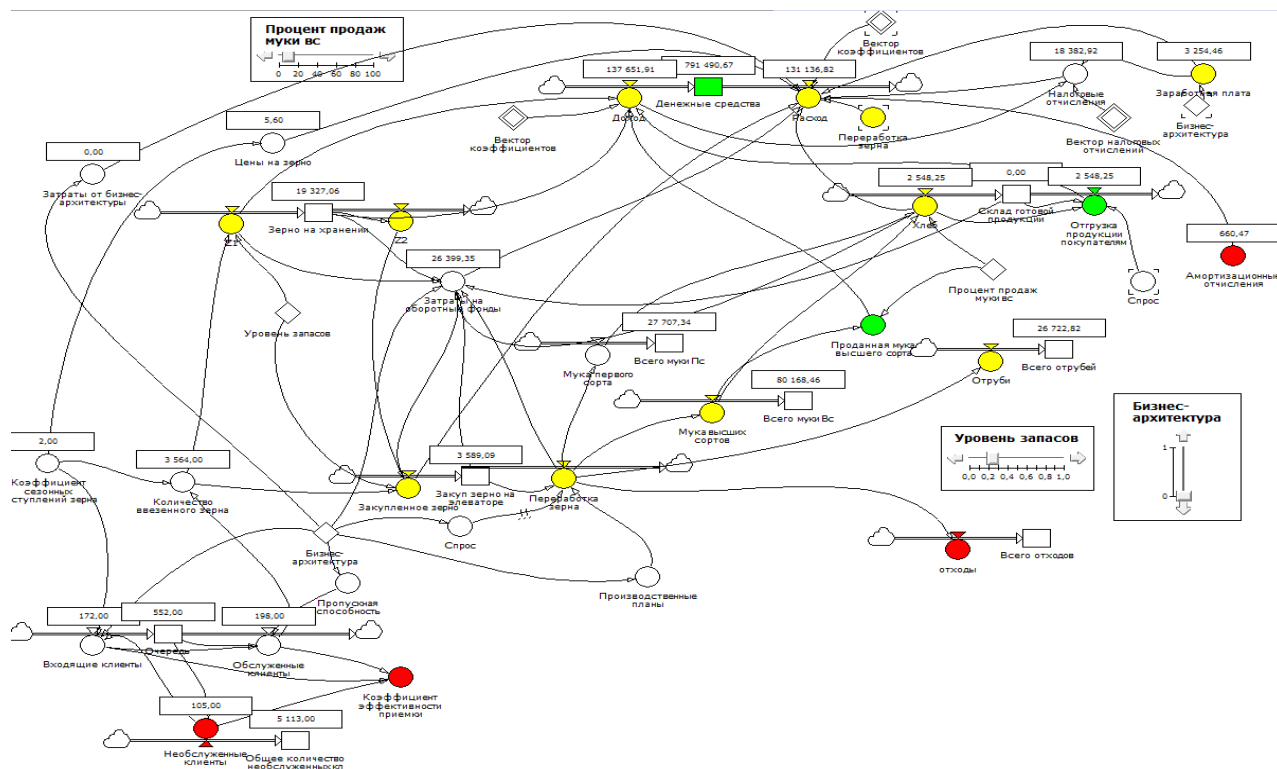 Процент продаж
муки вс
0 20 40 60 80 100
137 651,91
791 490,67
131 136,82
Доход
Денежные средства
Расход
Вектор
коэффициентов
Вектор
коэффициентов
Переработка
зерна
18 382,92
Налоговые
отчисления
3 254,46
Заработная плата
Бизнес-
архитектура
Вектор налоговых
отчислений
5,60
Цены на зерно
0,00
Затраты от бизнес-
архитектуры
19 327,06
Z1
Зерно на хранении
Z2
2 548,25
0,00
2 548,25
Хлеб
Склад готовой
продукции
Отгрузка
продукции
покупателям
660,47
Амортизационные
отчисления
Спрос
26 399,35
Затраты на
оборотные фонды
Процент продаж
муки вс
Уровень запасов
27 707,34
Мука первого
сорта
Всего муки Пс
Проданная мука
высшего сорта
26 722,82
Отруби
Всего отрубей
80 168,46
Мука высших
сортов
Всего муки Вс
Бизнес-
архитектура
1
0
Уровень запасов
0,0 0,2 0,4 0,6 0,8 1,0
2,00
Коэффициент
сезонных
ступлений зерна
3 564,00
Количество
ввезенного зерна
3 589,09
Закупленное зерно
Закуп зерно на
элеваторе
Переработка
зерна
Спрос
Бизнес-
архитектура
отходы
Всего отходов
Пропускная
способность
Производственные
планы
172,00
552,00
198,00
Входящие клиенты
Очередь
Обслуженные
клиенты
Коэффициент
эффективности
приемки
105,00
5 113,00
Необслуженные
клиенты
Общее количество
необслуженных кл